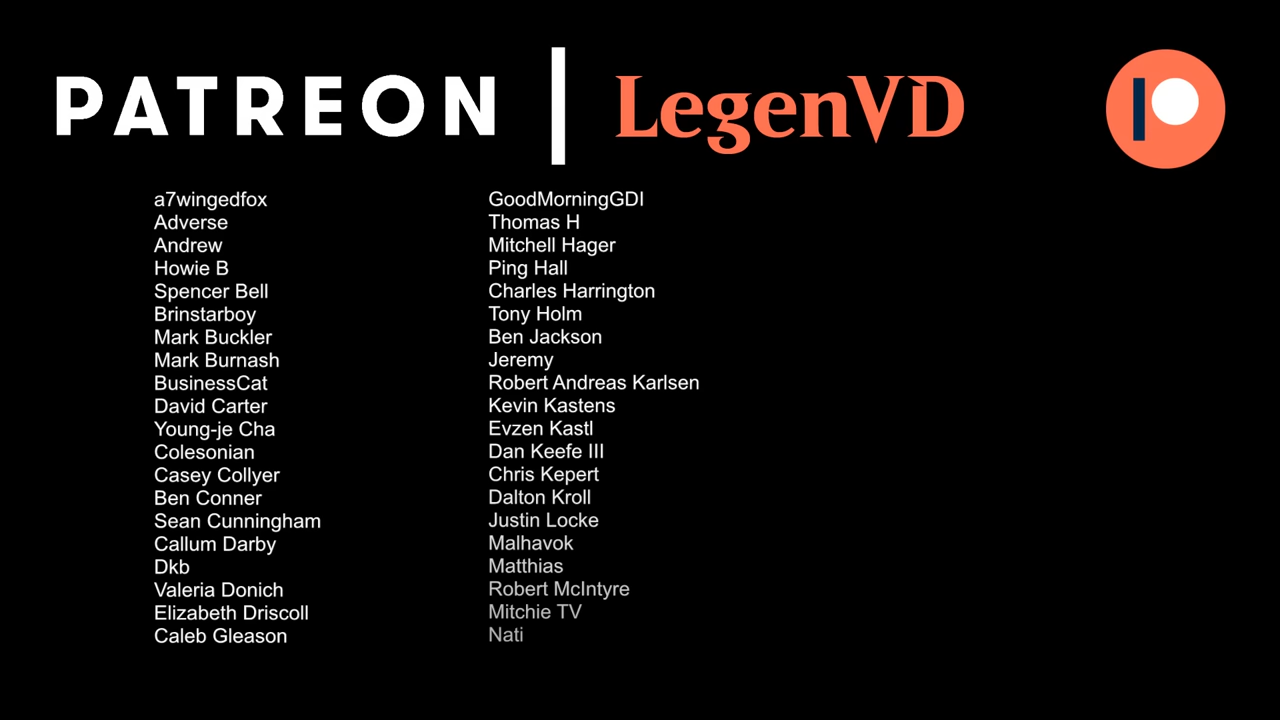 PATREON | LegenVD
a7wingedfox
Adverse
Andrew
Howie B
Spencer Bell
Brinstarboy
Mark Buckler
Mark Burnash
BusinessCat
David Carter
Young-je Cha
Colesonian
Casey Collyer
Ben Conner
Sean Cunningham
Callum Darby
Dkb
Valeria Donich
Elizabeth Driscoll
Caleb Gleason
GoodMorningGDI
Thomas H
Mitchell Hager
Ping Hall
Charles Harrington
Tony Holm
Ben Jackson
Jeremy
Robert Andreas Karlsen
Kevin Kastens
Evzen Kastl
Dan Keefe III
Chris Kepert
Dalton Kroll
Justin Locke
Malhavok
Matthias
Robert McIntyre
Mitchie TV
Nati